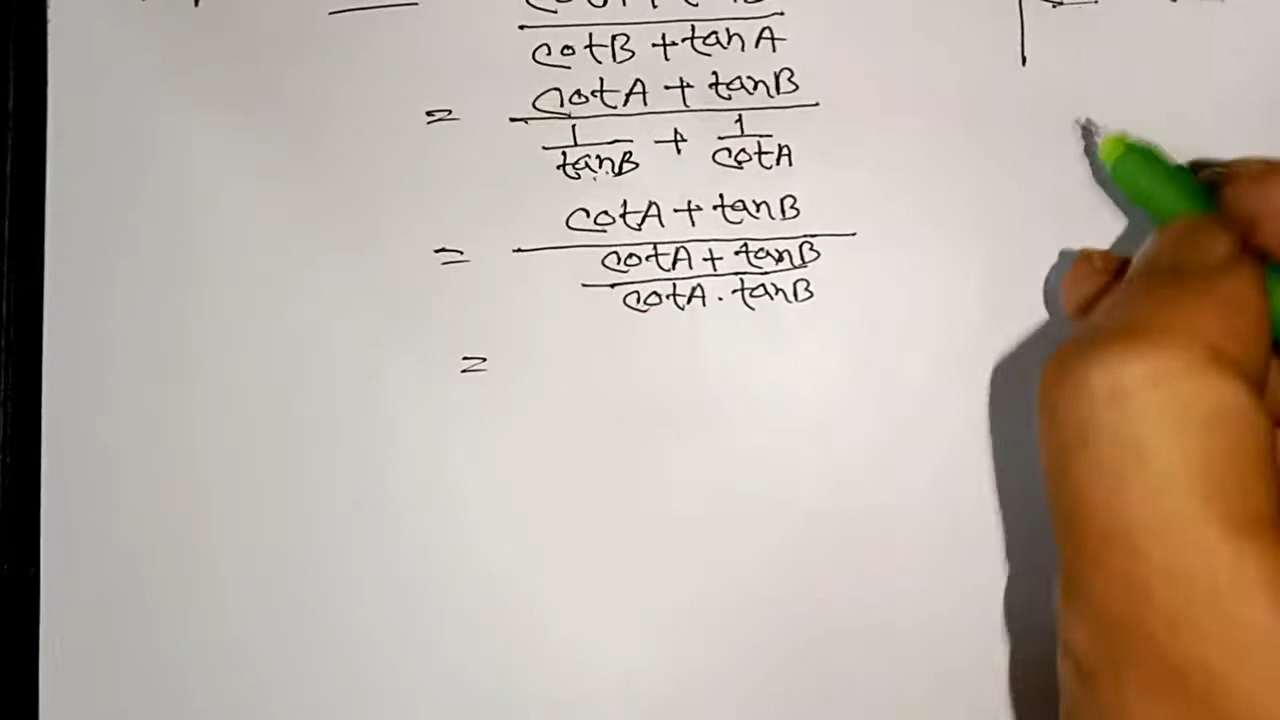 cotB + tanA
= cotA + tanB
1/tanB + 1/cotA
= cotA + tanB
cotA + tanB
cotA . tanB
=